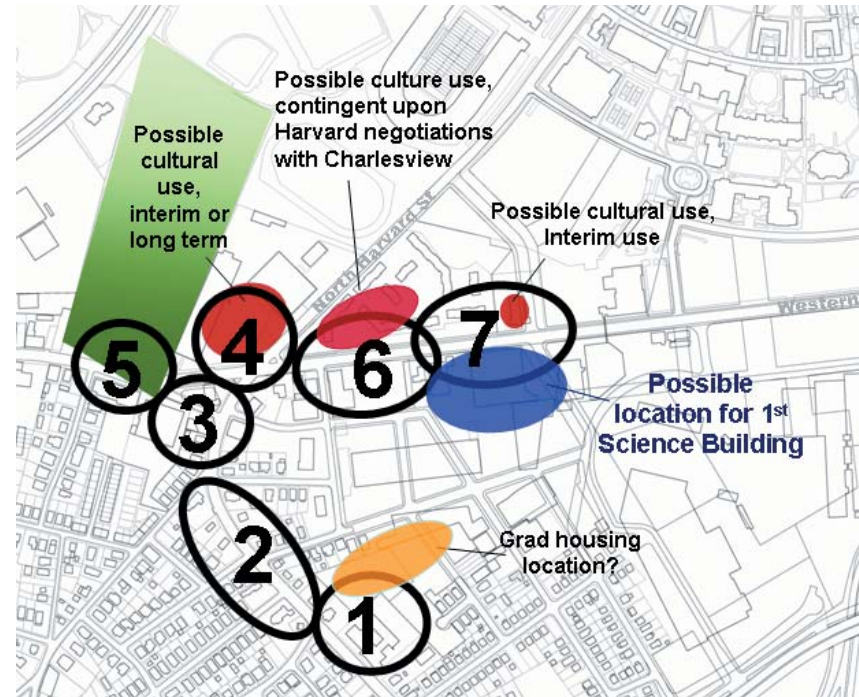 Possible culture use,
contingent upon
Harvard negotiations
with Charlesview
Possible
cultural
use,
interim or
long term
North Harvard St
Possible cultural use,
Interim use
Western
5
4
6
7
3
Possible
location for 1st
Science Building
2
Grad housing
location?
1